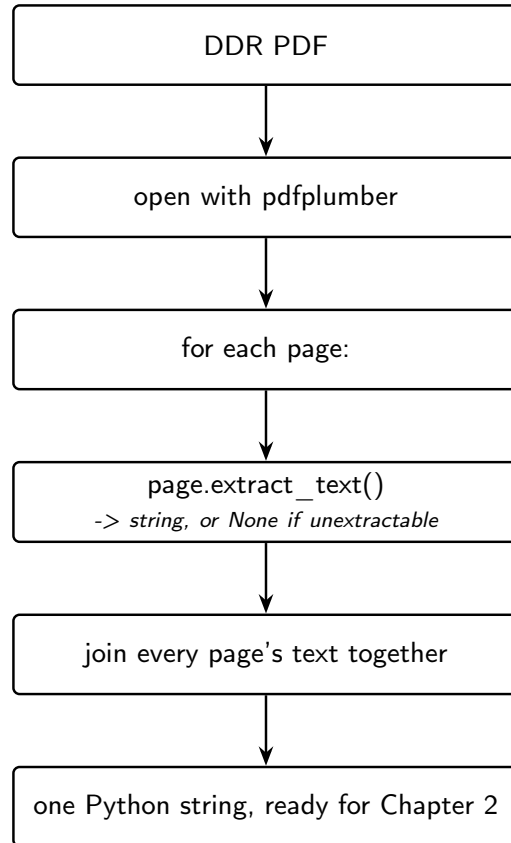 DDR PDF
open with pdfplumber
for each page:
page.extract_text()
-> string, or None if unextractable
join every page's text together
one Python string, ready for Chapter 2